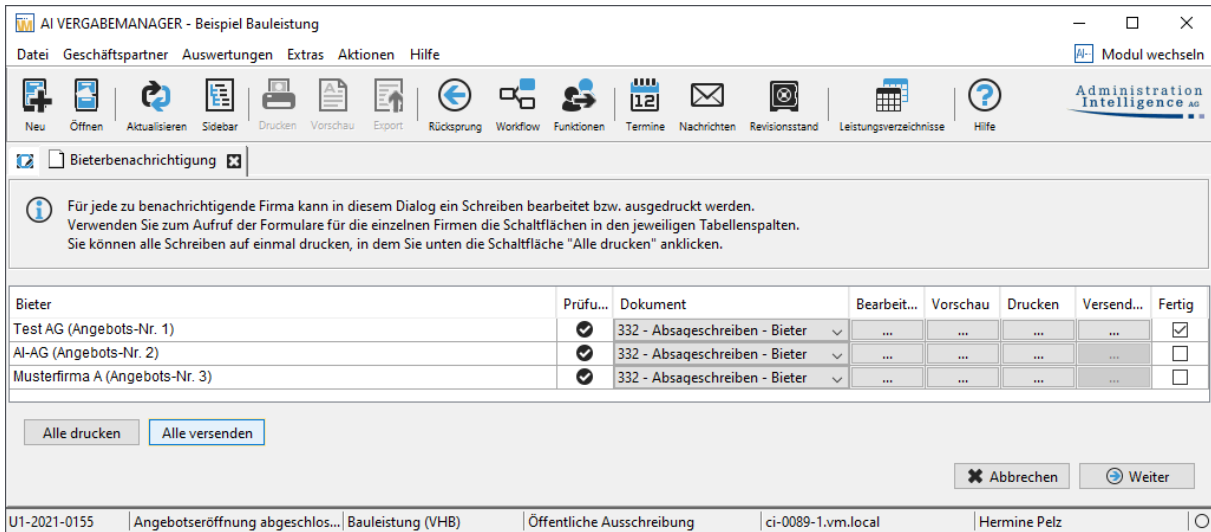 AI VERGABEMANAGER - Beispiel Bauleistung
Datei Geschäftspartner Auswertungen Extras Aktionen Hilfe
AI-- Modul wechseln
Neu Öffnen Aktualisieren Sidebar Drucken Vorschau Export Rücksprung Workflow Funktionen Termine Nachrichten Revisionsstand Leistungsverzeichnisse Hilfe
12
Administration
Intelligence AG
Bieterbenachrichtigung
Für jede zu benachrichtigende Firma kann in diesem Dialog ein Schreiben bearbeitet bzw. ausgedruckt werden.
Verwenden Sie zum Aufruf der Formulare für die einzelnen Firmen die Schaltflächen in den jeweiligen Tabellenspalten.
Sie können alle Schreiben auf einmal drucken, in dem Sie unten die Schaltfläche "Alle drucken" anklicken.
Bieter Prüfu... Dokument Bearbeit... Vorschau Drucken Versend... Fertig
Test AG (Angebots-Nr. 1) 332 - Absageschreiben - Bieter ... ... ... ...
AI-AG (Angebots-Nr. 2) 332 - Absageschreiben - Bieter ... ... ... ...
Musterfirma A (Angebots-Nr. 3) 332 - Absageschreiben - Bieter ... ... ... ...
Alle drucken Alle versenden
Abbrechen Weiter
U1-2021-0155 Angebotseröffnung abgeschlos... Bauleistung (VHB) Öffentliche Ausschreibung ci-0089-1.vm.local Hermine Pelz